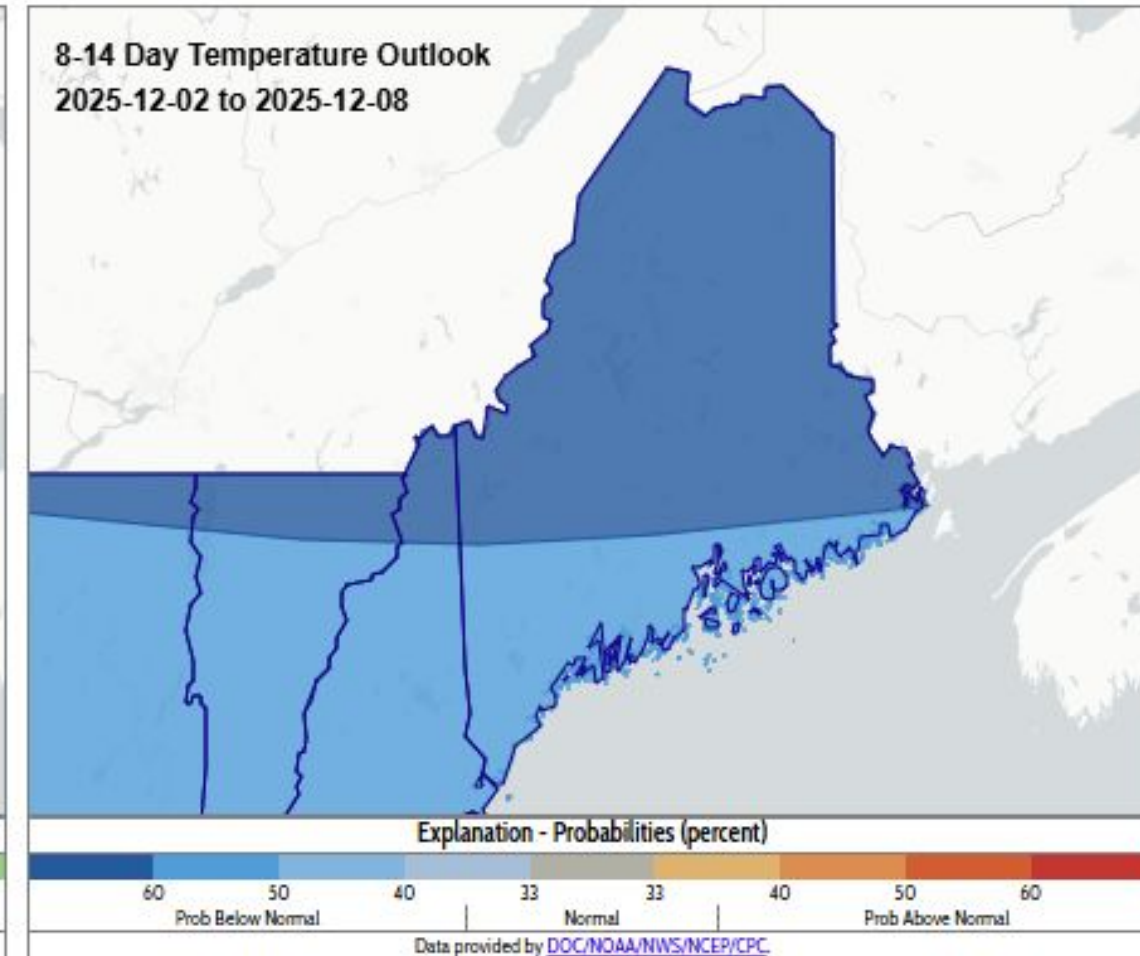 8-14 Day Temperature Outlook
2025-12-02 to 2025-12-08
Explanation - Probabilities (percent)
60 50 40 33 33 40 50 60
Prob Below Normal | Normal | Prob Above Normal
Data provided by DOC/NOAA/NWS/NCEP/CPC.